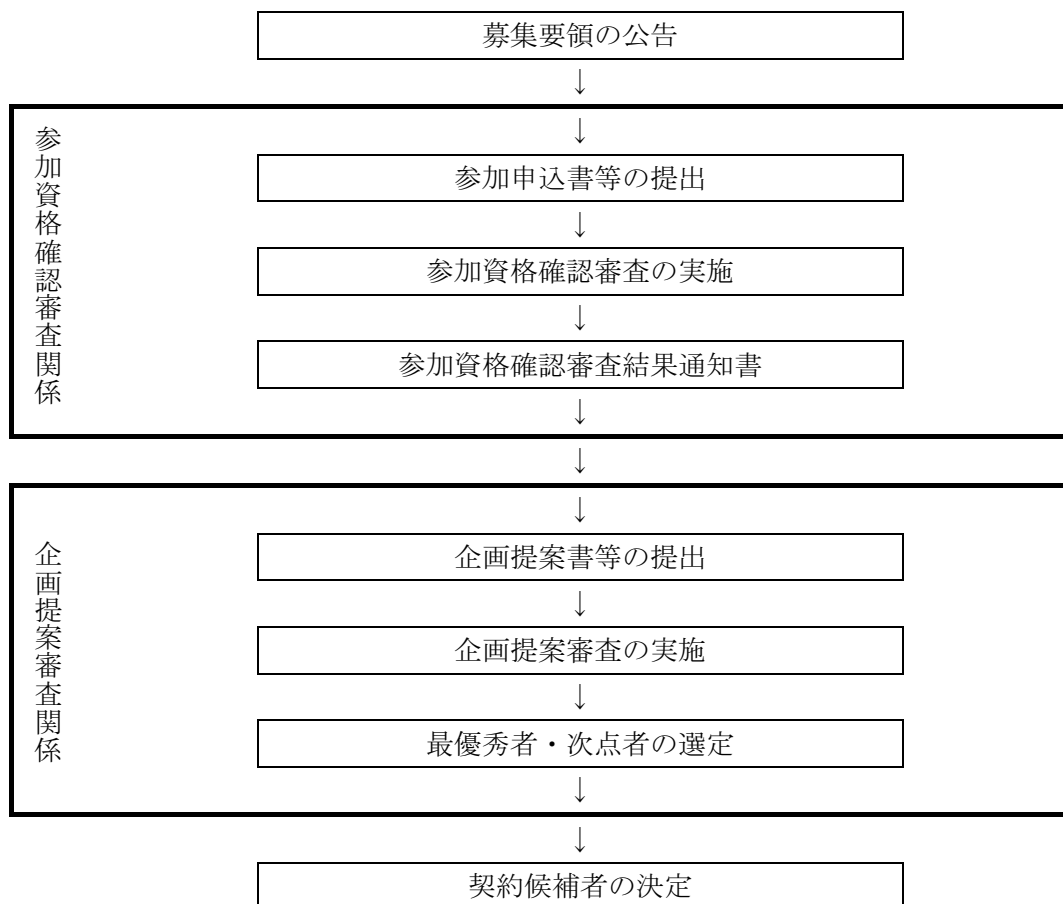 募集要領の公告
↓
↓
参加資格確認審査関係
参加申込書等の提出
↓
参加資格確認審査の実施
↓
参加資格確認審査結果通知書
↓
↓
↓
企画提案審査関係
企画提案書等の提出
↓
企画提案審査の実施
↓
最優秀者・次点者の選定
↓
↓
契約候補者の決定